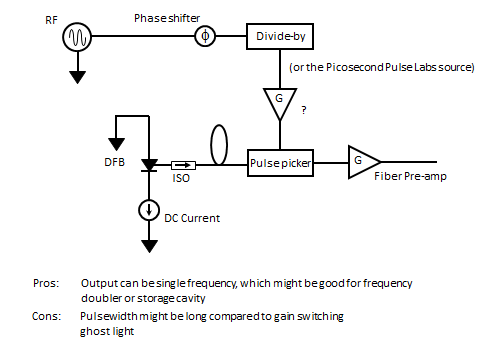 RF
Phase shifter
ϕ
Divide-by
(or the Picosecond Pulse Labs source)
G
?
DFB
ISO
Pulse picker
G
Fiber Pre-amp
DC Current
Pros: Output can be single frequency, which might be good for frequency
doubler or storage cavity
Cons: Pulsewidth might be long compared to gain switching
ghost light